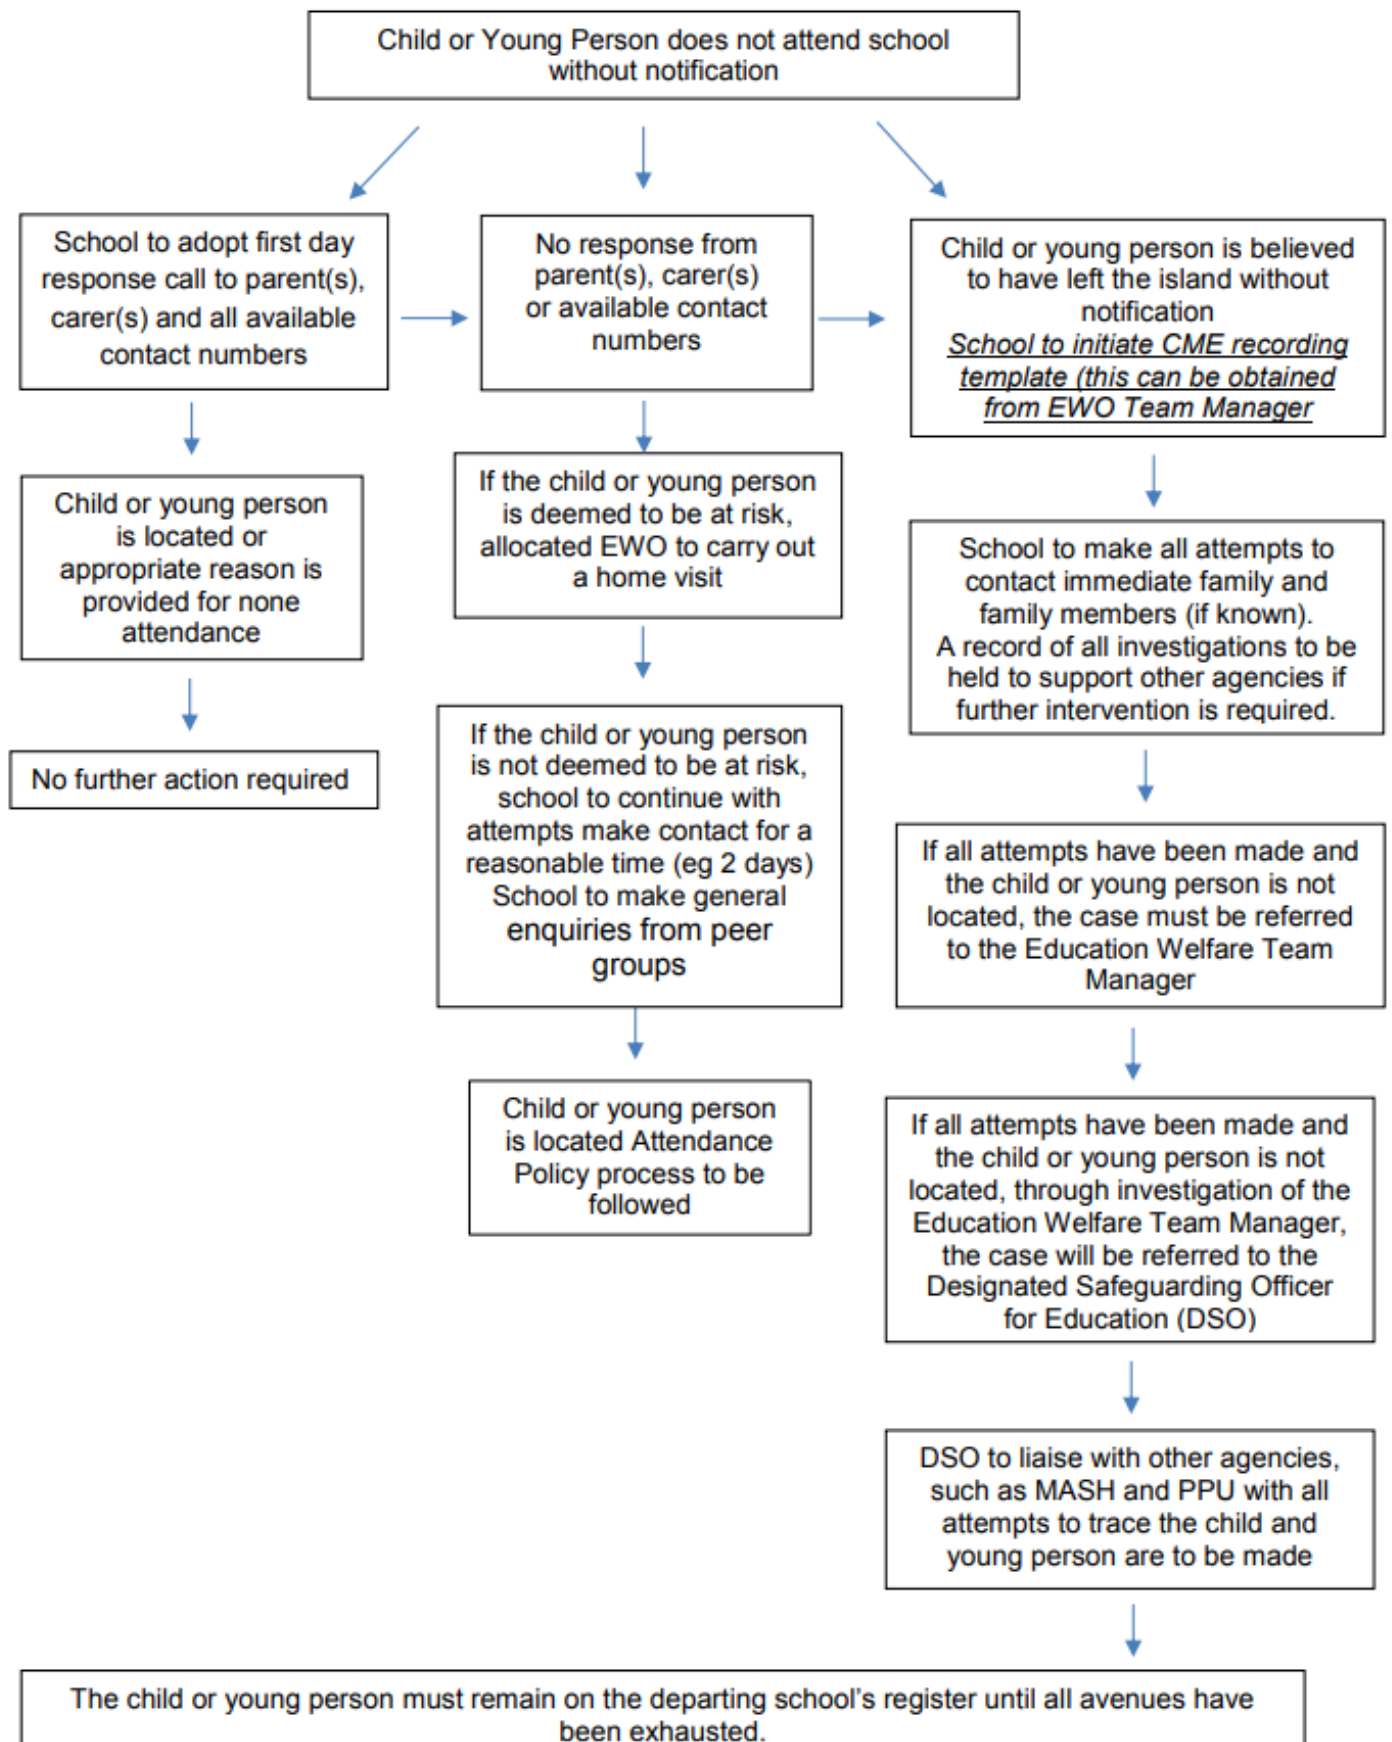 Child or Young Person does not attend school
without notification
School to adopt first day
response call to parent(s),
carer(s) and all available
contact numbers
No response from
parent(s), carer(s)
or available contact
numbers
Child or young person is believed
to have left the island without
notification
School to initiate CME recording
template (this can be obtained
from EWO Team Manager
Child or young person
is located or
appropriate reason is
provided for none
attendance
If the child or young person
is deemed to be at risk,
allocated EWO to carry out
a home visit
School to make all attempts to
contact immediate family and
family members (if known).
A record of all investigations to be
held to support other agencies if
further intervention is required.
No further action required
If the child or young person
is not deemed to be at risk,
school to continue with
attempts make contact for a
reasonable time (eg 2 days)
School to make general
enquiries from peer
groups
If all attempts have been made and
the child or young person is not
located, the case must be referred
to the Education Welfare Team
Manager
Child or young person
is located Attendance
Policy process to be
followed
If all attempts have been made and
the child or young person is not
located, through investigation of the
Education Welfare Team Manager,
the case will be referred to the
Designated Safeguarding Officer
for Education (DSO)
DSO to liaise with other agencies,
such as MASH and PPU with all
attempts to trace the child and
young person are to be made
The child or young person must remain on the departing school's register until all avenues have
been exhausted.